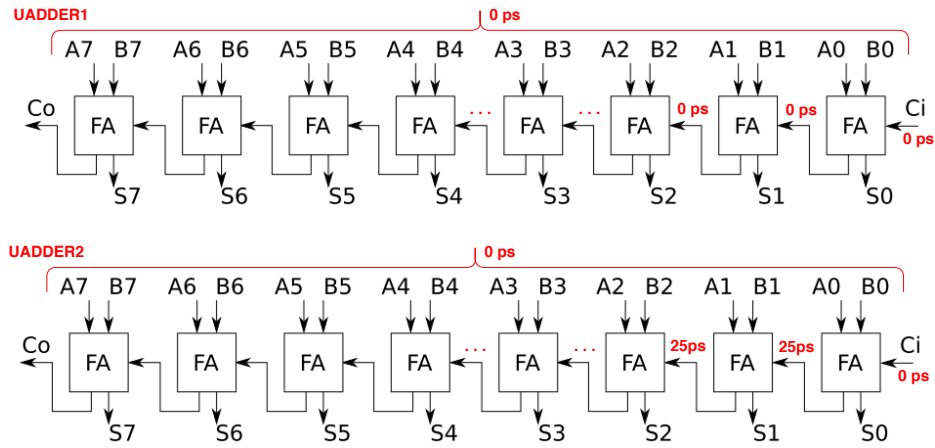 UADDER1 0 ps
A7 B7 A6 B6 A5 B5 A4 B4 A3 B3 A2 B2 A1 B1 A0 B0
Co ... ... 0 ps 0 ps Ci
FA FA FA FA FA FA FA FA 0 ps
S7 S6 S5 S4 S3 S2 S1 S0
UADDER2 0 ps
A7 B7 A6 B6 A5 B5 A4 B4 A3 B3 A2 B2 A1 B1 A0 B0
Co ... ... 25ps 25ps Ci
FA FA FA FA FA FA FA FA 0 ps
S7 S6 S5 S4 S3 S2 S1 S0